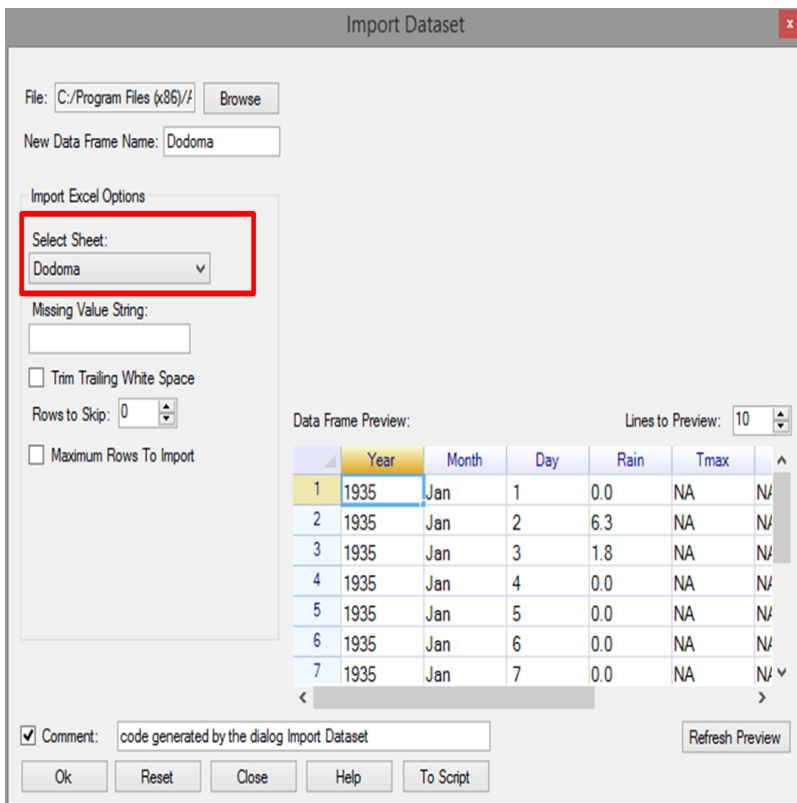 Import Dataset
x
File: C:/Program Files (x86)/ Browse
New Data Frame Name: Dodoma
Import Excel Options
Select Sheet:
Dodoma
Missing Value String:
Trim Trailing White Space
Rows to Skip: 0
Maximum Rows To Import
Data Frame Preview: Lines to Preview: 10
Year Month Day Rain Tmax
1 1935 Jan 1 0.0 NA
2 1935 Jan 2 6.3 NA
3 1935 Jan 3 1.8 NA
4 1935 Jan 4 0.0 NA
5 1935 Jan 5 0.0 NA
6 1935 Jan 6 0.0 NA
7 1935 Jan 7 0.0 NA
Comment: code generated by the dialog Import Dataset
Refresh Preview
Ok Reset Close Help To Script